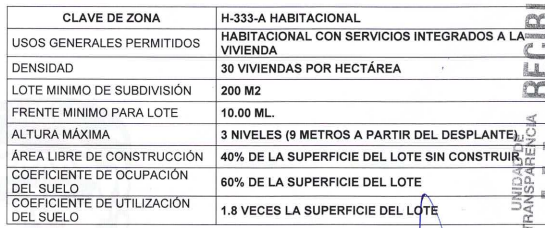 CLAVE DE ZONA H-333-A HABITACIONAL
USOS GENERALES PERMITIDOS HABITACIONAL CON SERVICIOS INTEGRADOS A LA
VIVIENDA
DENSIDAD 30 VIVIENDAS POR HECTÁREA
LOTE MINIMO DE SUBDIVISIÓN 200 M2
FRENTE MINIMO PARA LOTE 10.00 ML.
ALTURA MÁXIMA 3 NIVELES (9 METROS A PARTIR DEL DESPLANTE)
ÁREA LIBRE DE CONSTRUCCIÓN 40% DE LA SUPERFICIE DEL LOTE SIN CONSTRUIR
COEFICIENTE DE OCUPACIÓN
DEL SUELO 60% DE LA SUPERFICIE DEL LOTE
COEFICIENTE DE UTILIZACIÓN
DEL SUELO 1.8 VECES LA SUPERFICIE DEL LOTE
UNIDAD DE
TRANSPARENCIA